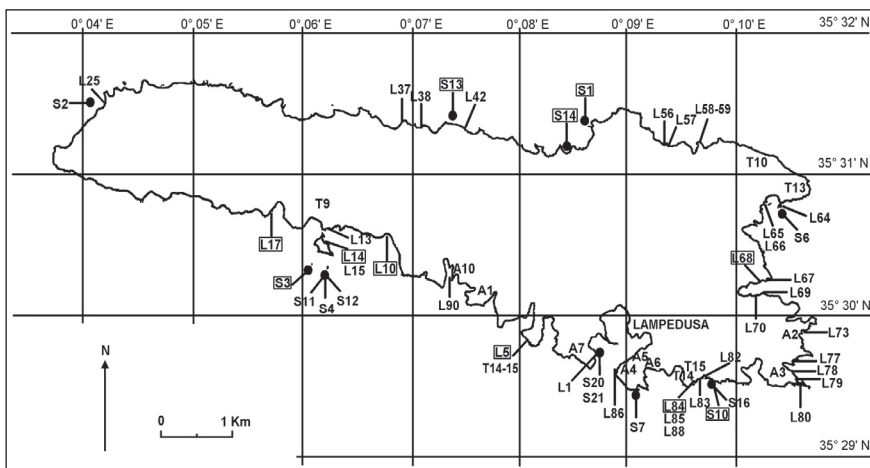 0°,04' E 0°,05' 0°,06' 0°,07' 0°,08' 0°,09' 0°,10' 35° 32' N
S2 L25 L37 L38 S13 L42 S1 S14 L56 L57 L58-59
T10
35° 31' N
T13
T9
L17 L13 L14 L15 L10
L64 L65 L66 S6
S3 S11 S4 S12
A10 L90 A1
L68 L67 L69 L70
35° 30' N
LAMPEDUSA
A2 L73
L5
T14-15
A7 L1 S20 S21
A5 A4 A6 L86 S7
T15 T14 L82 L84 L85 L88 L83 S10 S16
A3 L77 L78 L79 L80
N
0 1 Km
35° 29' N